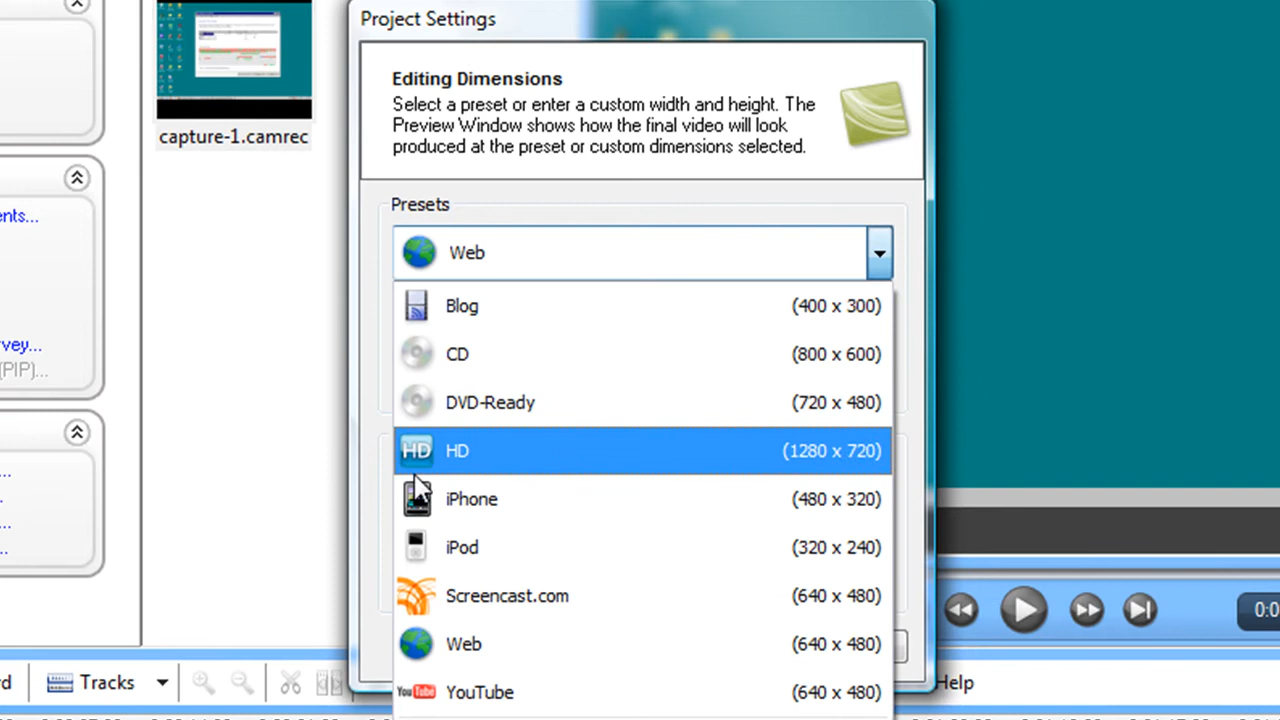 Project Settings
Editing Dimensions
Select a preset or enter a custom width and height. The
Preview Window shows how the final video will look
produced at the preset or custom dimensions selected.
capture-1.camrec
Presets
ents...
Web
Blog (400 x 300)
vey...
CD (800 x 600)
(PIP)...
DVD-Ready (720 x 480)
HD HD (1280 x 720)
iPhone (480 x 320)
iPod (320 x 240)
Screencast.com (640 x 480)
0:0
Web (640 x 480)
rd Tracks Help
YouTube YouTube (640 x 480)